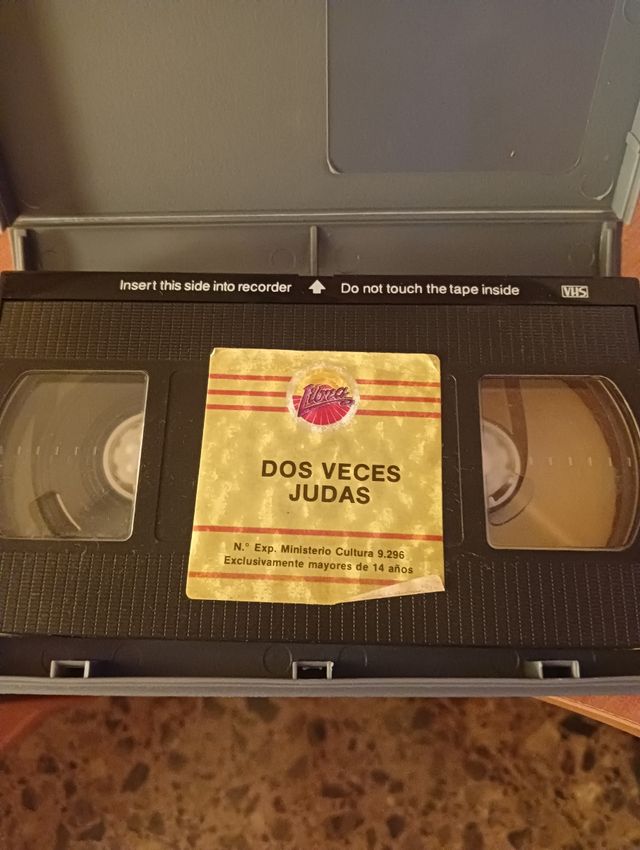 Insert this side into recorder Do not touch the tape inside VHS
Libra
DOS VECES
JUDAS
N.° Exp. Ministerio Cultura 9.296
Exclusivamente mayores de 14 años